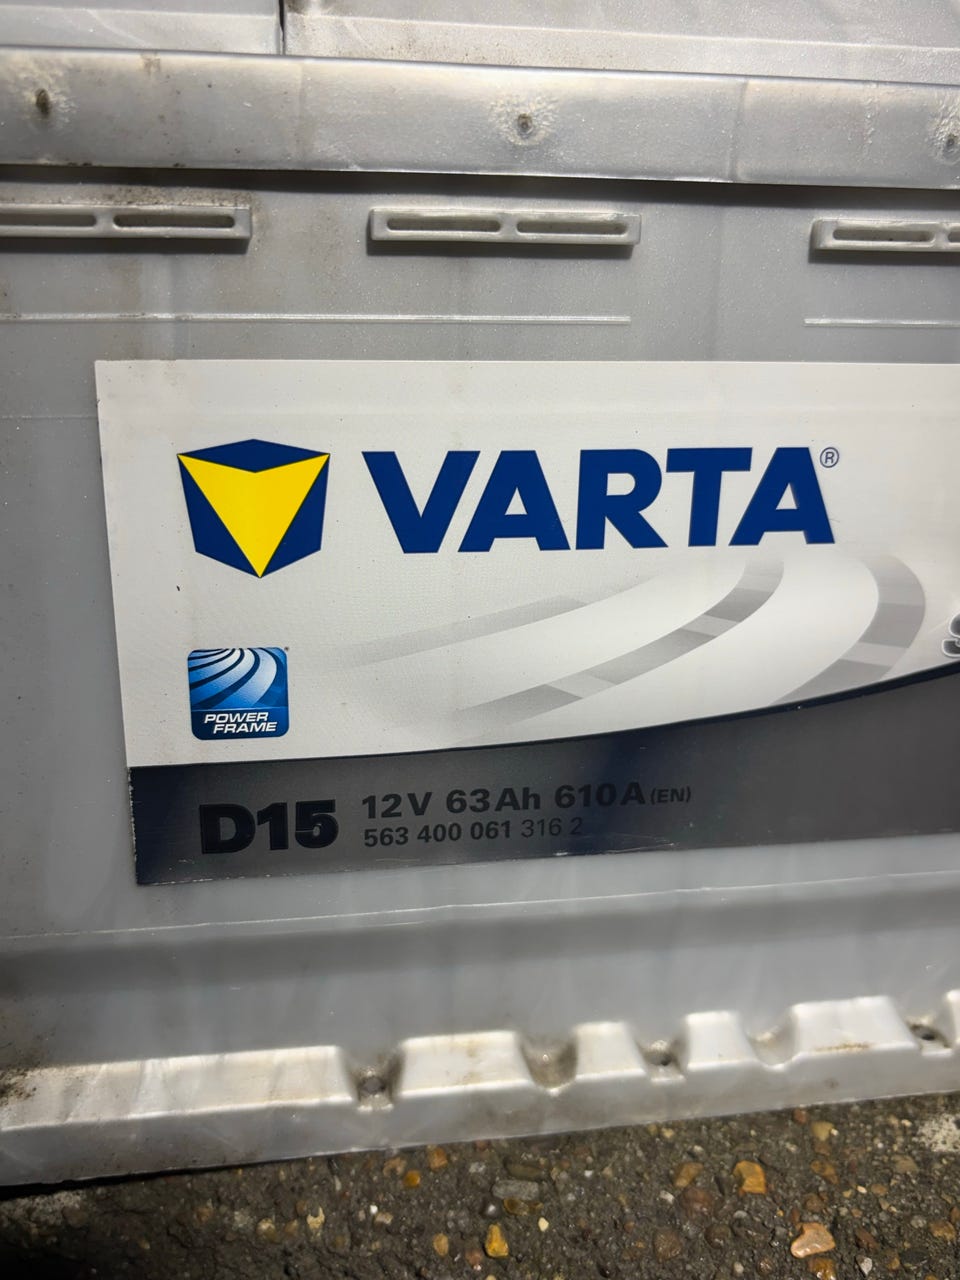 VARTA®
POWER
FRAME
D15
12V 63Ah 610A (EN)
563 400 061 316 2